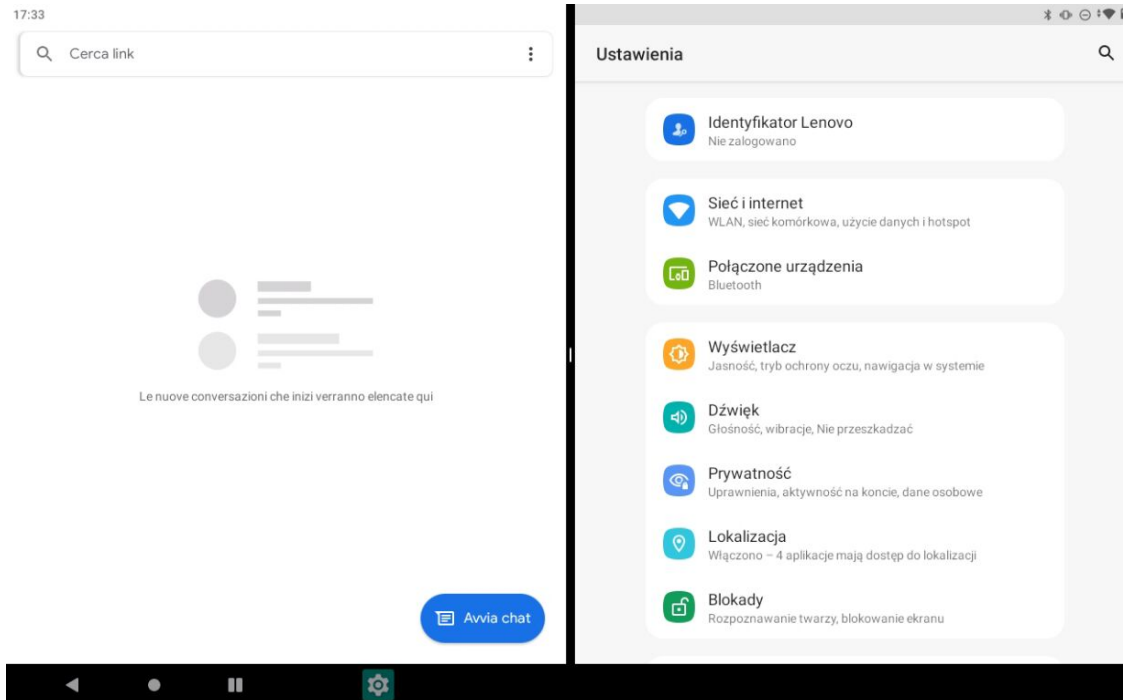 17:33
Cerca link
Le nuove conversazioni che inizi verranno elencate qui
Avvia chat
Ustawienia
Identyfikator Lenovo
Nie zalogowano
Sieć i internet
WLAN, sieć komórkowa, użycie danych i hotspot
Połączone urządzenia
Bluetooth
Wyświetlacz
Jasność, tryb ochrony oczu, nawigacja w systemie
Dźwięk
Głośność, wibracje, Nie przeszkadzać
Prywatność
Uprawnienia, aktywność na koncie, dane osobowe
Lokalizacja
Włączono – 4 aplikacje mają dostęp do lokalizacji
Blokady
Rozpoznawanie twarzy, blokowanie ekranu